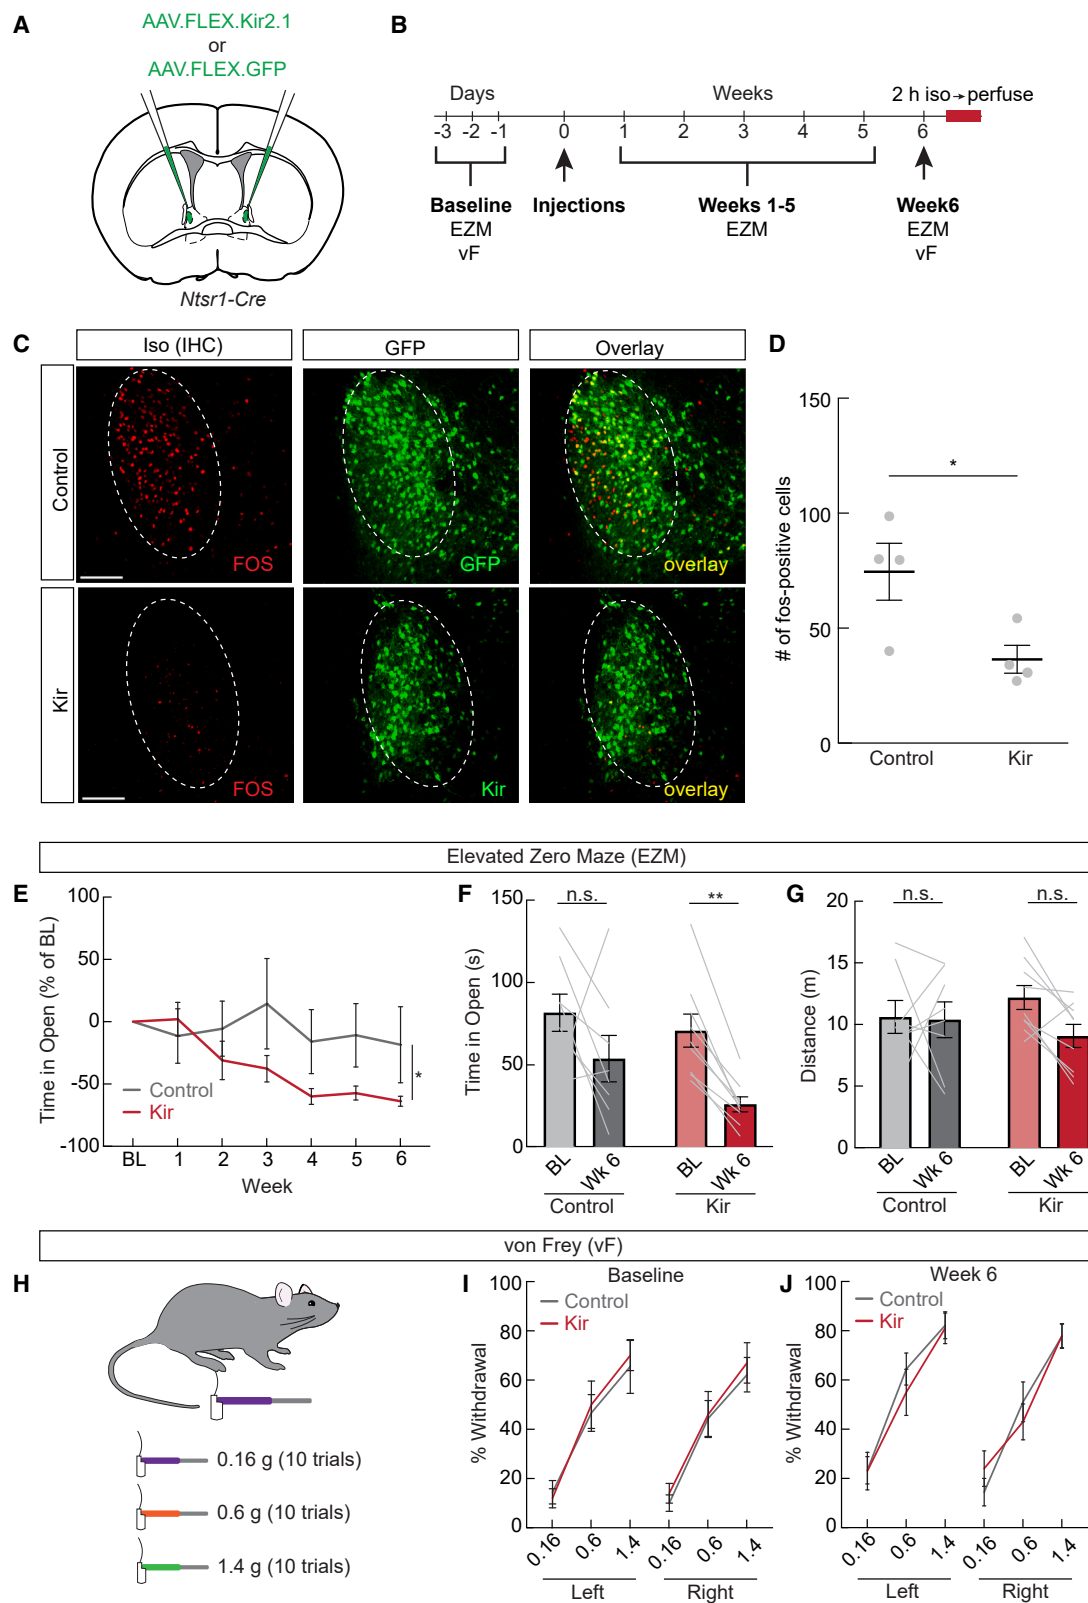 A
AAV.FLEX.Kir2.1
or
AAV.FLEX.GFP
Ntsr1-Cre
B
Days
Weeks
2 h iso→perfuse
-3 -2 -1 0 1 2 3 4 5 6
Baseline
EZM
vF
Injections
Weeks 1-5
EZM
Week6
EZM
vF
C
Iso (IHC)
GFP
Overlay
Control
FOS
GFP
overlay
Kir
FOS
Kir
overlay
D
# of fos-positive cells
150
100
50
0
*
Control
Kir
Elevated Zero Maze (EZM)
E
Time in Open (% of BL)
100
50
0
-50
-100
Control
Kir
*
BL 1 2 3 4 5 6
Week
F
Time in Open (s)
150
100
50
0
n.s.
**
BL Wk 6 BL Wk 6
Control Kir
G
Distance (m)
20
15
10
5
0
n.s.
n.s.
BL Wk 6 BL Wk 6
Control Kir
von Frey (vF)
H
0.16 g (10 trials)
0.6 g (10 trials)
1.4 g (10 trials)
I
Baseline
% Withdrawal
100
80
60
40
20
0
Control
Kir
0.16 0.6 1.4 0.16 0.6 1.4
Left Right
J
Week 6
% Withdrawal
100
80
60
40
20
0
Control
Kir
0.16 0.6 1.4 0.16 0.6 1.4
Left Right